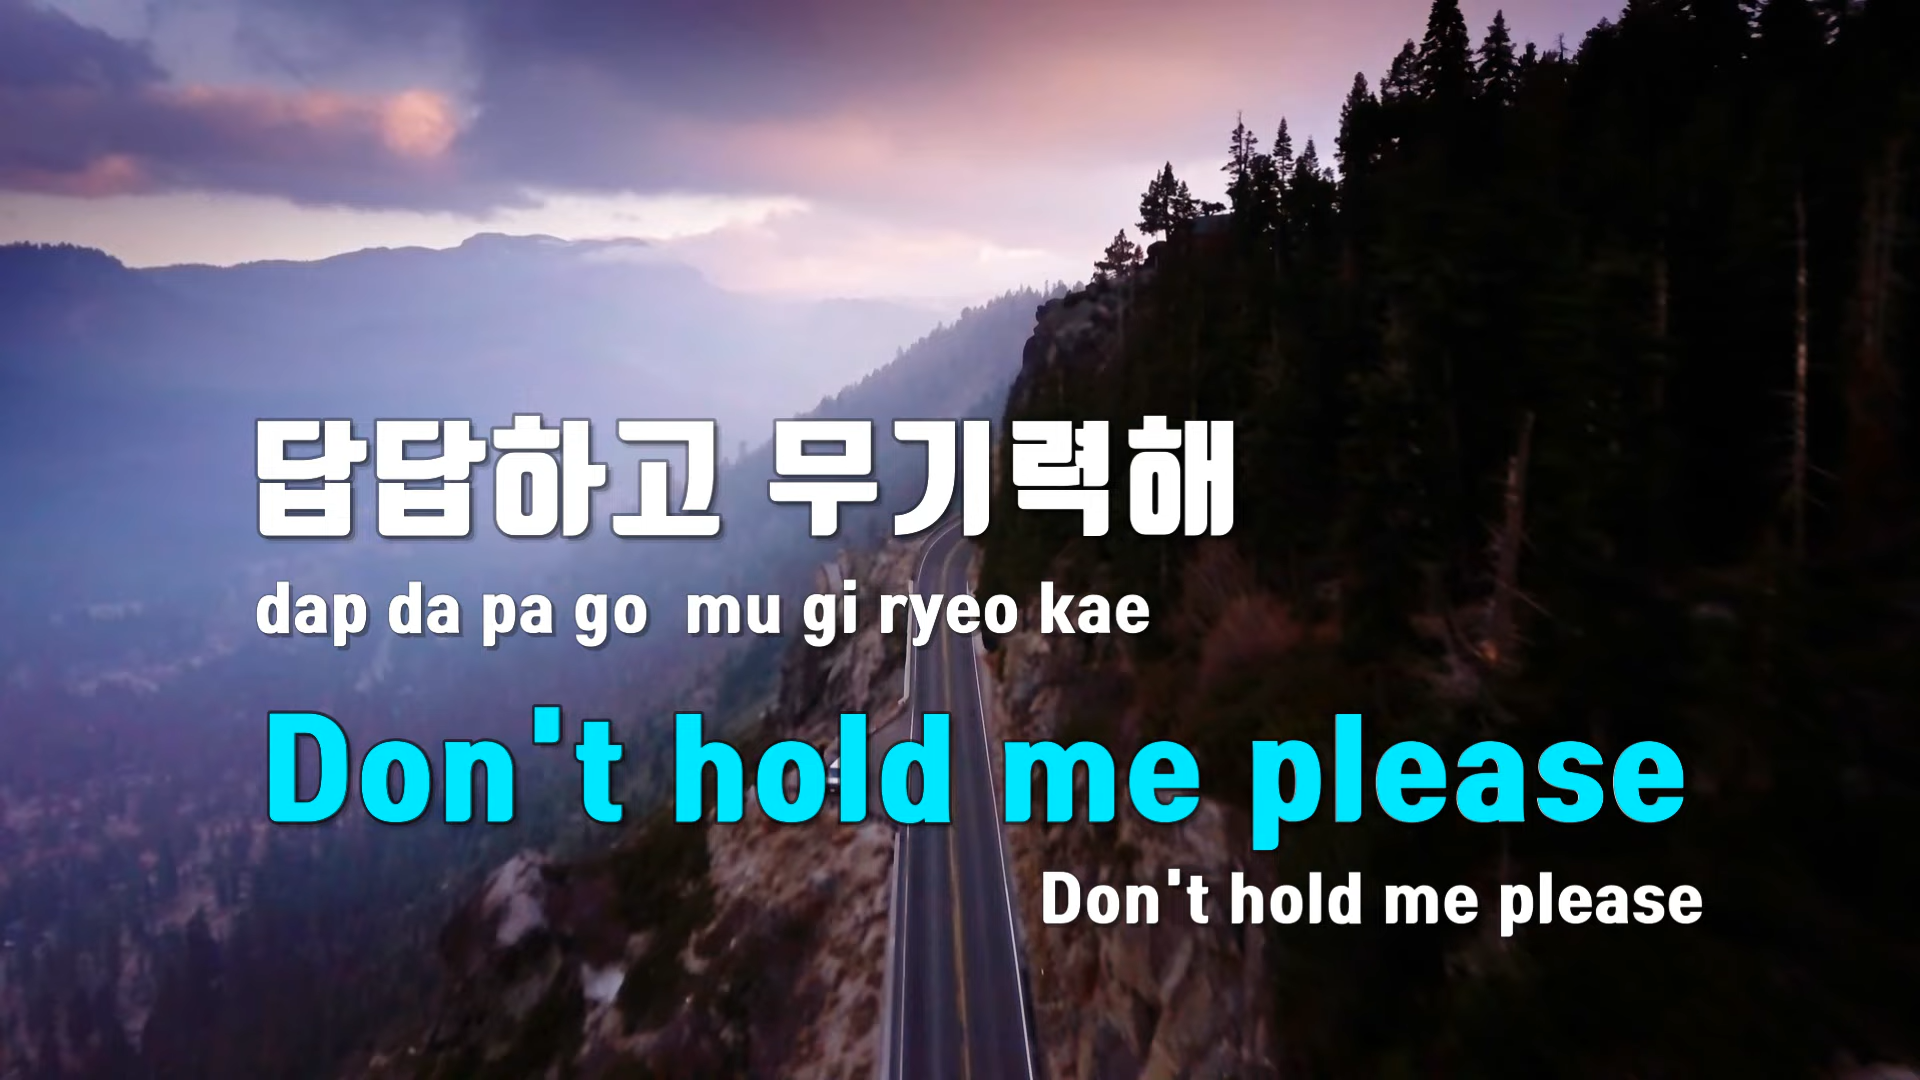 답답하고 무기력해
dap da pa go mu gi ryeo kae
Don't hold me please
Don't hold me please